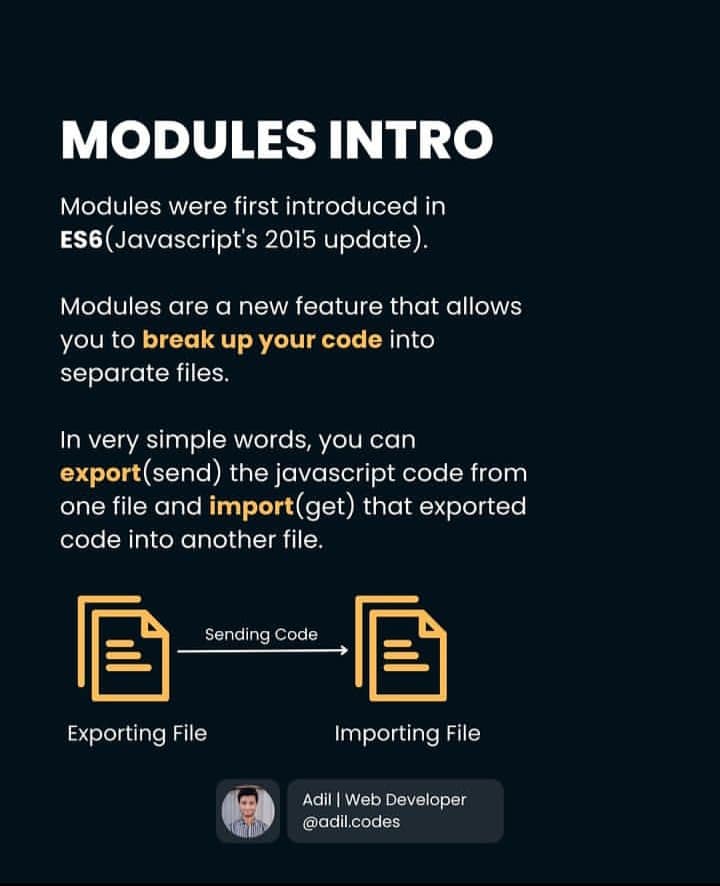 MODULES INTRO
Modules were first introduced in
ES6(Javascript's 2015 update).
Modules are a new feature that allows
you to break up your code into
separate files.
In very simple words, you can
export(send) the javascript code from
one file and import(get) that exported
code into another file.
Sending Code
Exporting File
Importing File
Adil | Web Developer
@adil.codes